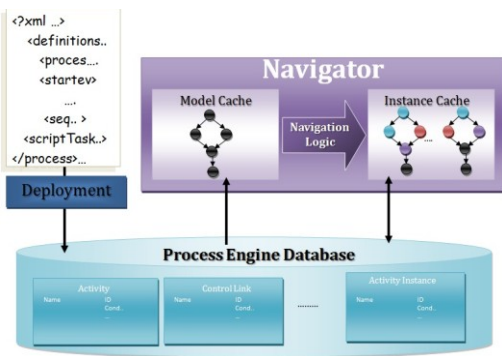 <?xml ...>
<definitions..
<proces....
<startev>
....
<seq.. >
<scriptTask..>
</process>...
Deployment
Navigator
Model Cache
Navigation
Logic
Instance Cache
....
Process Engine Database
Activity
Name ID
Cond..
...
Control Link
Name ID
Cond..
...
.........
Activity Instance
Name ID
Cond..
...